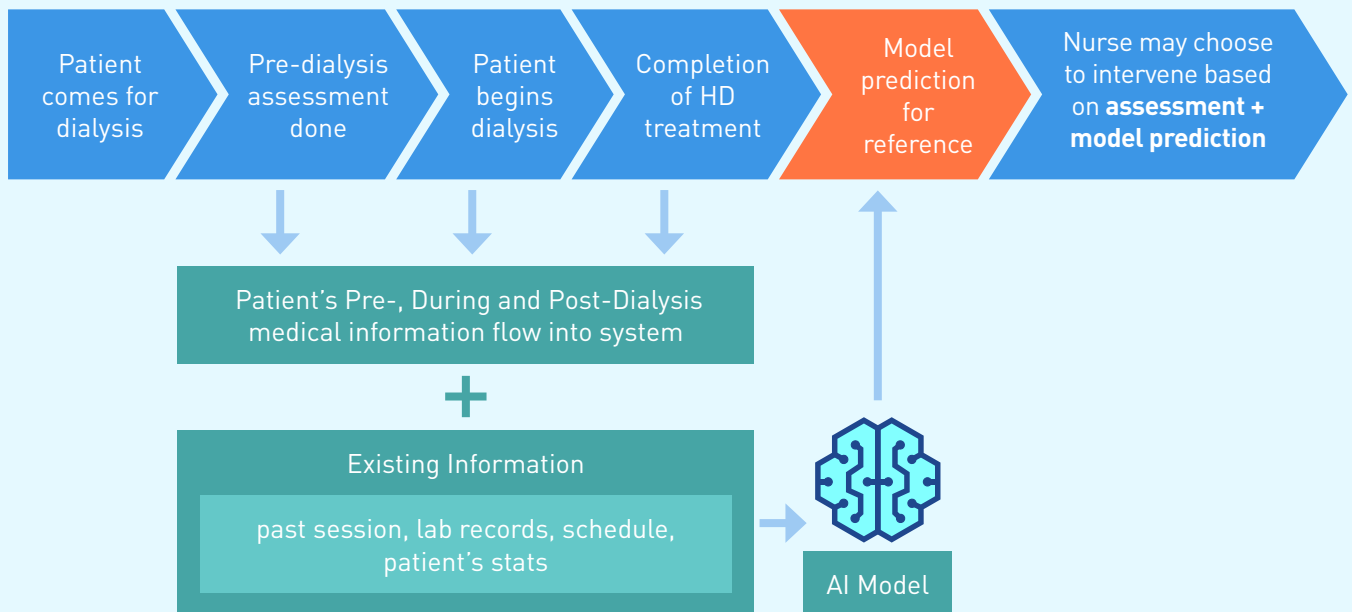 Patient
comes for
dialysis
Pre-dialysis
assessment
done
Patient
begins
dialysis
Completion
of HD
treatment
Model
prediction
for
reference
Nurse may choose
to intervene based
on assessment +
model prediction
Patient’s Pre-, During and Post-Dialysis
medical information flow into system
+
Existing Information
past session, lab records, schedule,
patient’s stats
AI Model